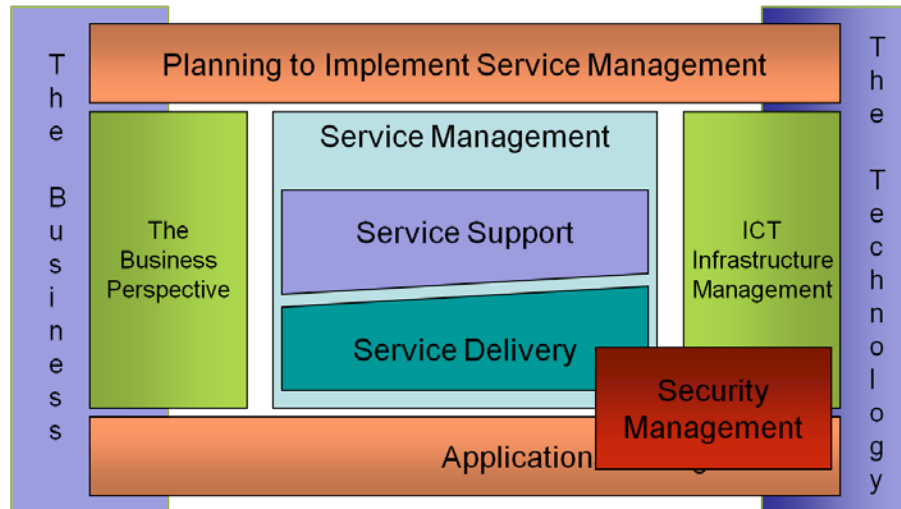 The Business
Planning to Implement Service Management
The Technology
Service Management
The
Business
Perspective
Service Support
Service Delivery
ICT
Infrastructure
Management
Security
Management
Application